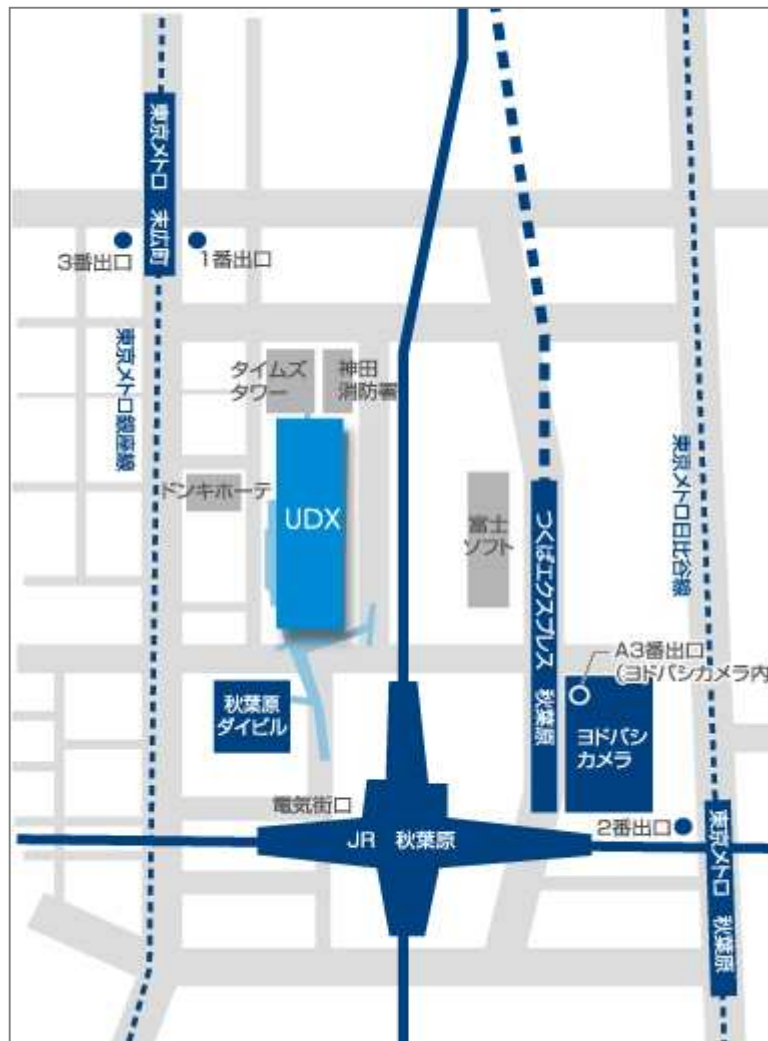 東京メトロ 末広町
3番出口
1番出口
東京メトロ銀座線
タイムズ
タワー
神田
消防署
ドンキホーテ
UDX
富士
ソフト
つくばエクスプレス 秋葉原
東京メトロ日比谷線
A3番出口
(ヨドバシカメラ内
秋葉原
ダイビル
ヨドバシ
カメラ
電気街口
JR 秋葉原
2番出口
東京メトロ 秋葉原